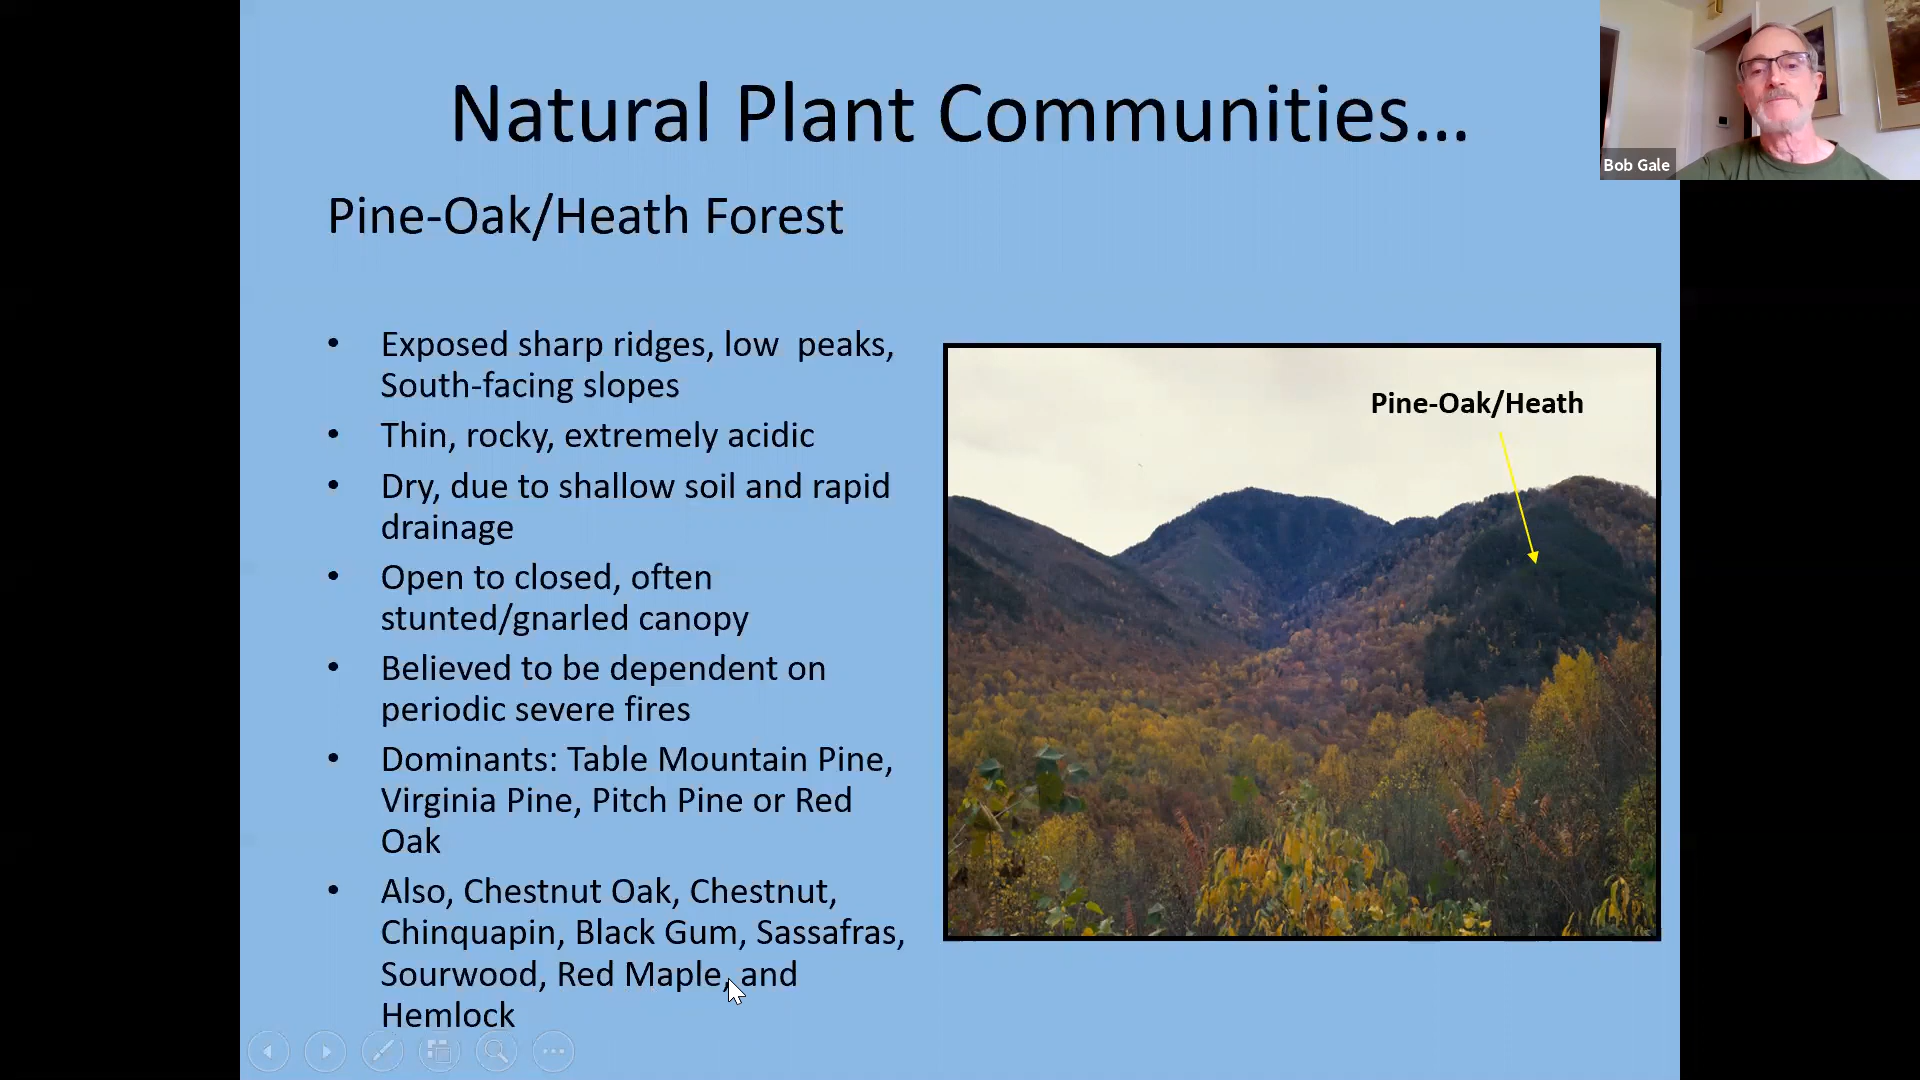 Natural Plant Communities...
Bob Gale
Pine-Oak/Heath Forest
• Exposed sharp ridges, low  peaks,
South-facing slopes
• Thin, rocky, extremely acidic
• Dry, due to shallow soil and rapid
drainage
• Open to closed, often
stunted/gnarled canopy
• Believed to be dependent on
periodic severe fires
• Dominants: Table Mountain Pine,
Virginia Pine, Pitch Pine or Red
Oak
• Also, Chestnut Oak, Chestnut,
Chinquapin, Black Gum, Sassafras,
Sourwood, Red Maple, and
Hemlock
Pine-Oak/Heath